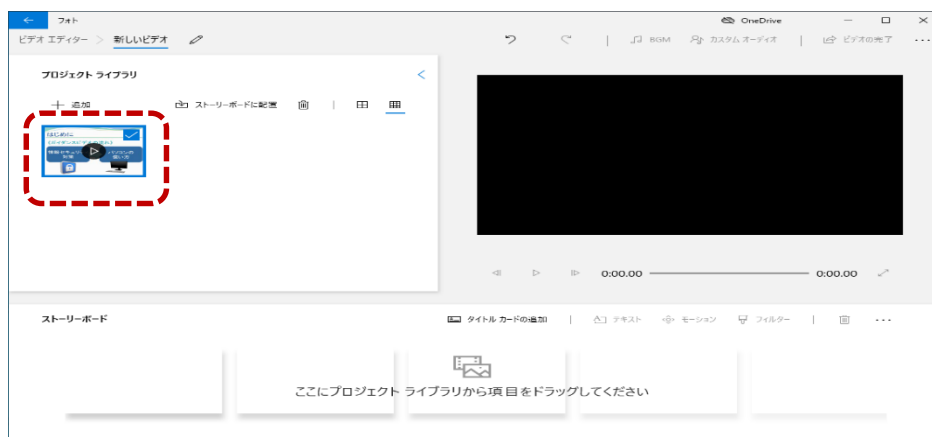 フォト
OneDrive
ビデオ エディター > 新しいビデオ
BGM
カスタム オーディオ
ビデオの完了
プロジェクト ライブラリ
追加
ストーリーボードに配置
はじめに
0:00.00
0:00.00
ストーリーボード
タイトル カードの追加
テキスト
モーション
フィルター
ここにプロジェクト ライブラリから項目をドラッグしてください